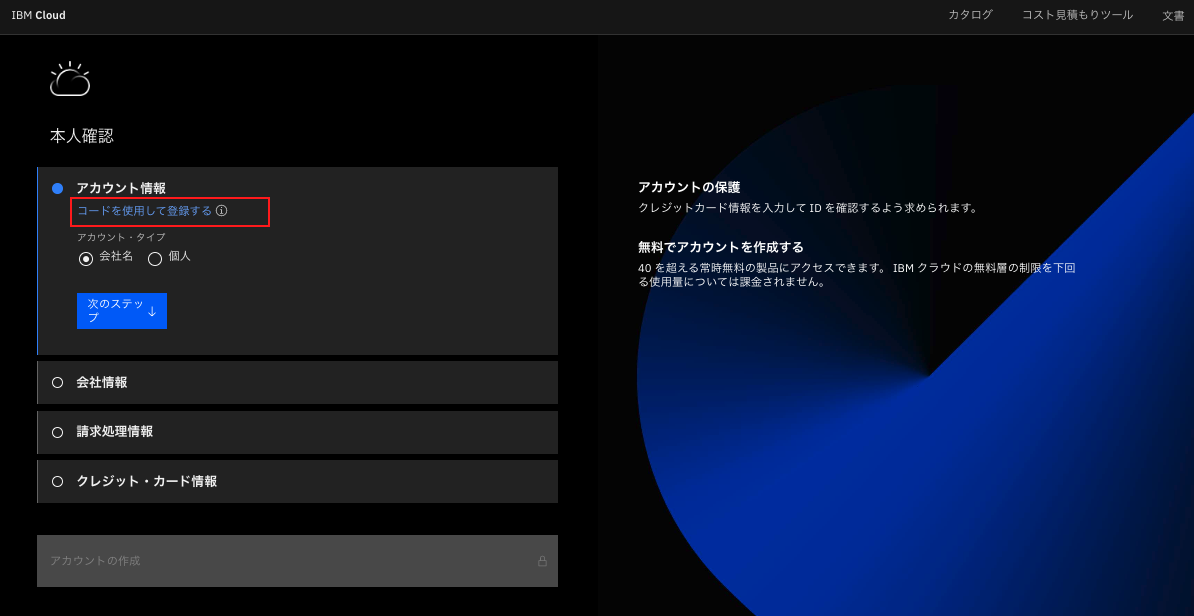 IBM Cloud
カタログ
コスト見積もりツール
文書
本人確認
アカウント情報
コードを使用して登録する
アカウント・タイプ
会社名
個人
次のステッ
プ
会社情報
請求処理情報
クレジット・カード情報
アカウントの作成
アカウントの保護
クレジットカード情報を入力して ID を確認するよう求められます。
無料でアカウントを作成する
40 を超える常時無料の製品にアクセスできます。 IBM クラウドの無料層の制限を下回
る使用量については課金されません。